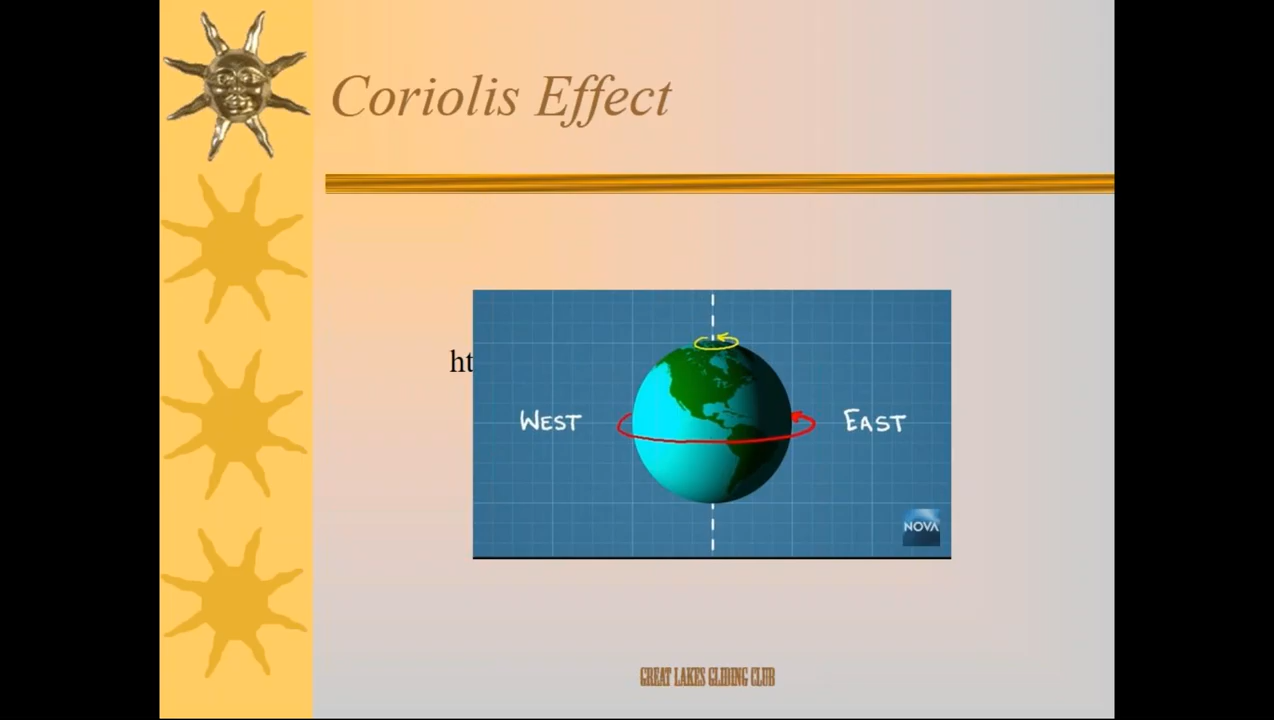 Coriolis Effect
ht
WEST
EAST
NOVA
GREAT LAKES GLIDING CLUB